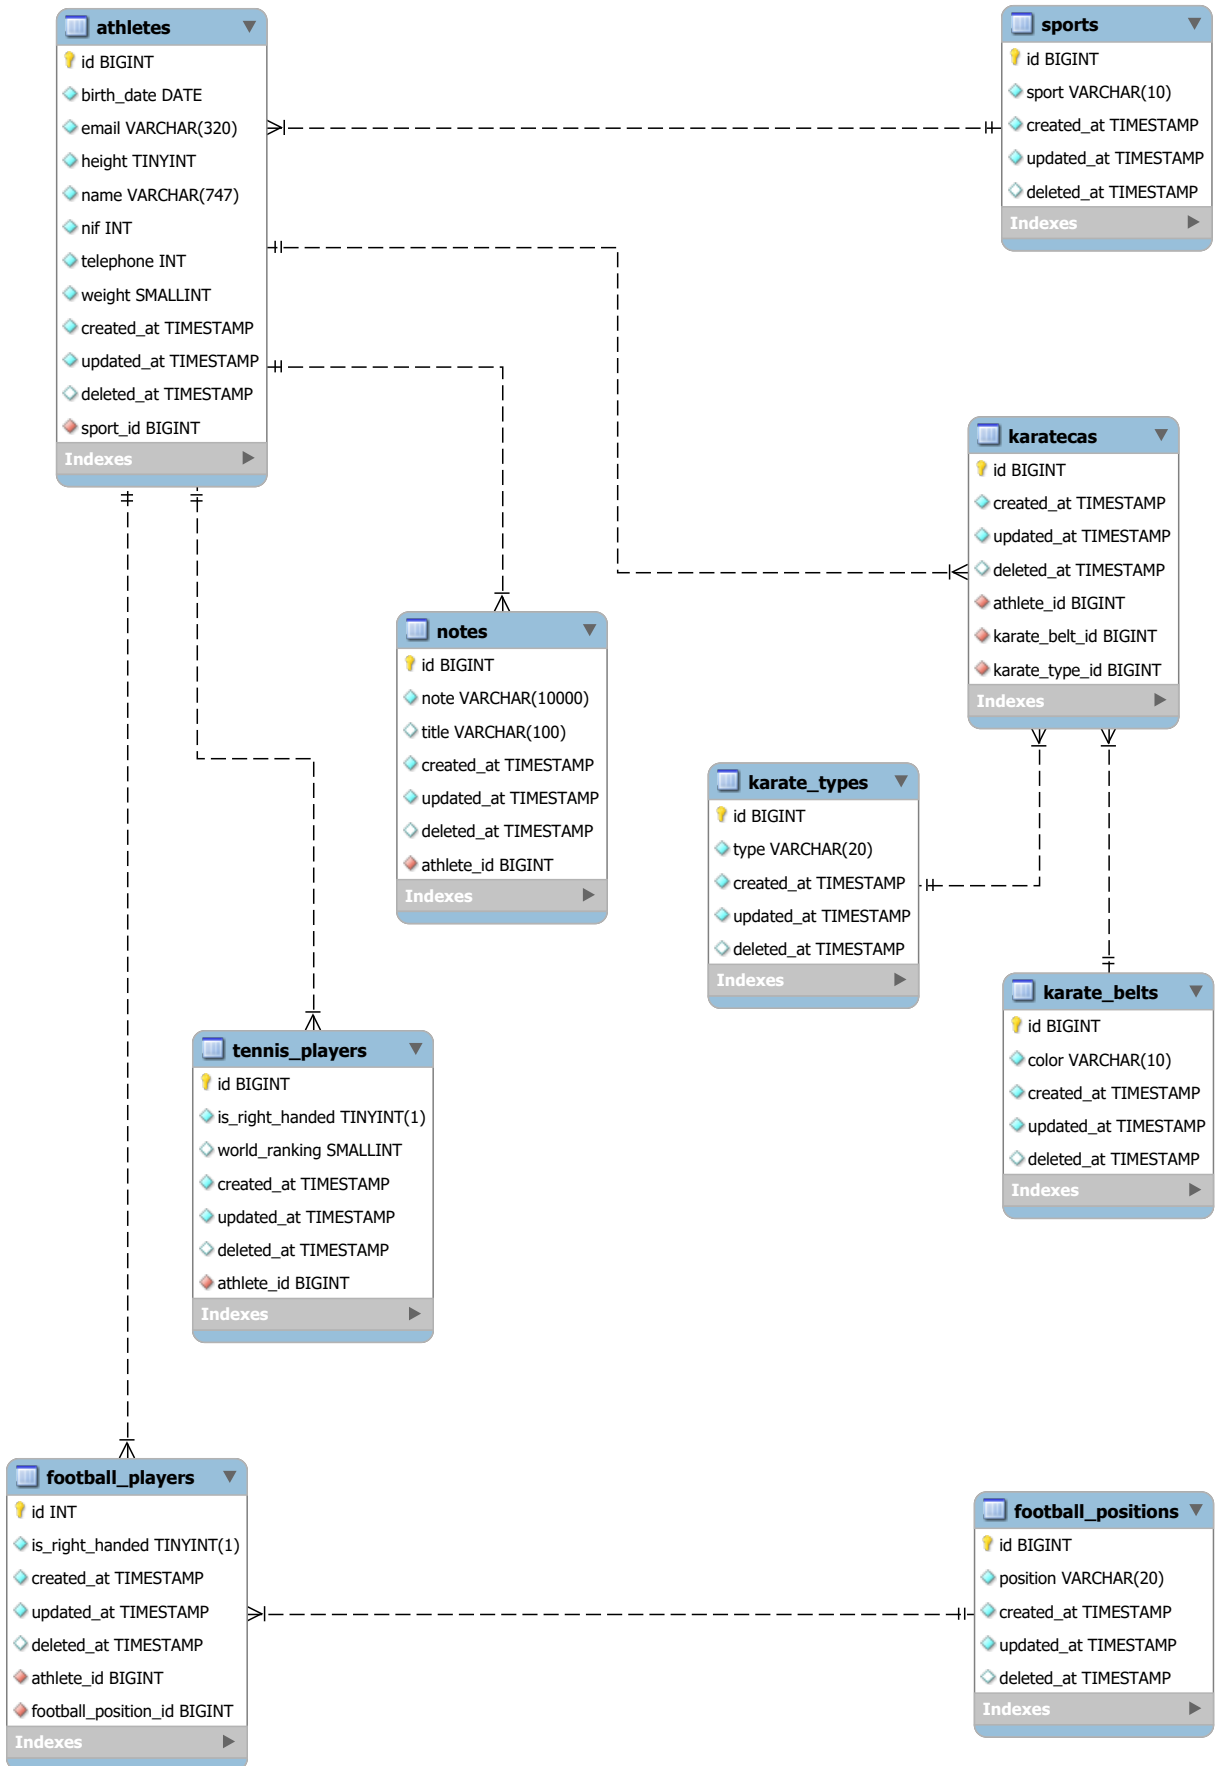 athletes
id BIGINT
birth_date DATE
email VARCHAR(320)
height TINYINT
name VARCHAR(747)
nif INT
telephone INT
weight SMALLINT
created_at TIMESTAMP
updated_at TIMESTAMP
deleted_at TIMESTAMP
sport_id BIGINT
Indexes
sports
id BIGINT
sport VARCHAR(10)
created_at TIMESTAMP
updated_at TIMESTAMP
deleted_at TIMESTAMP
Indexes
karatecas
id BIGINT
created_at TIMESTAMP
updated_at TIMESTAMP
deleted_at TIMESTAMP
athlete_id BIGINT
karate_belt_id BIGINT
karate_type_id BIGINT
Indexes
notes
id BIGINT
note VARCHAR(10000)
title VARCHAR(100)
created_at TIMESTAMP
updated_at TIMESTAMP
deleted_at TIMESTAMP
athlete_id BIGINT
Indexes
karate_types
id BIGINT
type VARCHAR(20)
created_at TIMESTAMP
updated_at TIMESTAMP
deleted_at TIMESTAMP
Indexes
karate_belts
id BIGINT
color VARCHAR(10)
created_at TIMESTAMP
updated_at TIMESTAMP
deleted_at TIMESTAMP
Indexes
tennis_players
id BIGINT
is_right_handed TINYINT(1)
world_ranking SMALLINT
created_at TIMESTAMP
updated_at TIMESTAMP
deleted_at TIMESTAMP
athlete_id BIGINT
Indexes
football_players
id INT
is_right_handed TINYINT(1)
created_at TIMESTAMP
updated_at TIMESTAMP
deleted_at TIMESTAMP
athlete_id BIGINT
football_position_id BIGINT
Indexes
football_positions
id BIGINT
position VARCHAR(20)
created_at TIMESTAMP
updated_at TIMESTAMP
deleted_at TIMESTAMP
Indexes